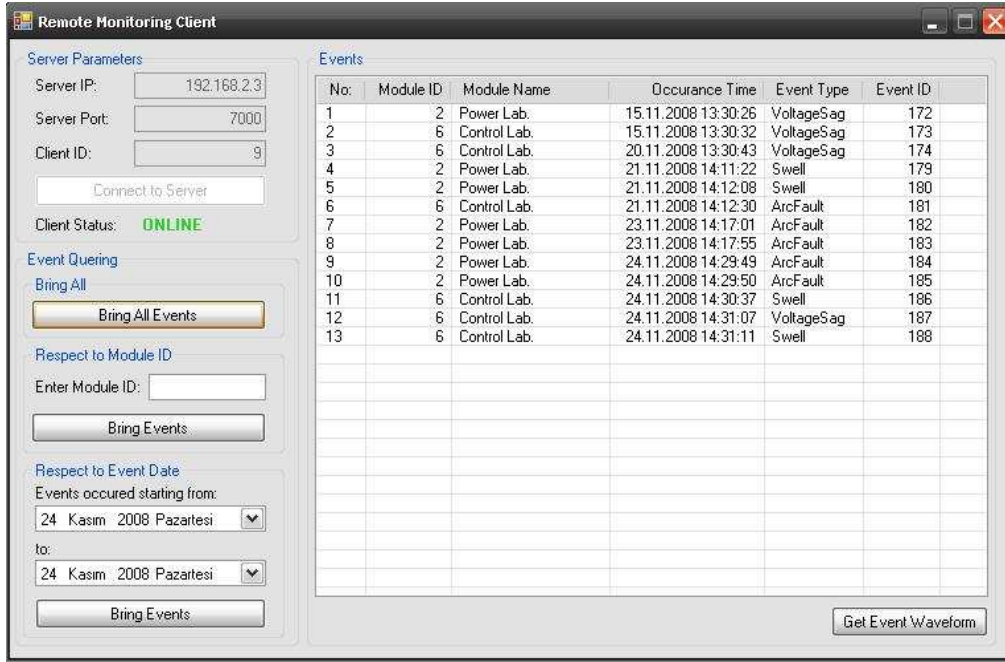 Remote Monitoring Client
Server Parameters
Server IP: 192.168.2.3
Server Port: 7000
Client ID: 9
Connect to Server
Client Status: ONLINE
Event Quering
Bring All
Bring All Events
Respect to Module ID
Enter Module ID:
Bring Events
Respect to Event Date
Events occured starting from:
24 Kasım 2008 Pazartesi
to:
24 Kasım 2008 Pazartesi
Bring Events
Events
No: Module ID Module Name Occurance Time Event Type Event ID
1 2 Power Lab. 15.11.2008 13:30:26 VoltageSag 172
2 6 Control Lab. 15.11.2008 13:30:32 VoltageSag 173
3 6 Control Lab. 20.11.2008 13:30:43 VoltageSag 174
4 2 Power Lab. 21.11.2008 14:11:22 Swell 179
5 2 Power Lab. 21.11.2008 14:12:08 Swell 180
6 6 Control Lab. 21.11.2008 14:12:30 ArcFault 181
7 2 Power Lab. 23.11.2008 14:17:01 ArcFault 182
8 2 Power Lab. 23.11.2008 14:17:55 ArcFault 183
9 2 Power Lab. 24.11.2008 14:29:49 ArcFault 184
10 2 Power Lab. 24.11.2008 14:29:50 ArcFault 185
11 6 Control Lab. 24.11.2008 14:30:37 Swell 186
12 6 Control Lab. 24.11.2008 14:31:07 VoltageSag 187
13 6 Control Lab. 24.11.2008 14:31:11 Swell 188
Get Event Waveform